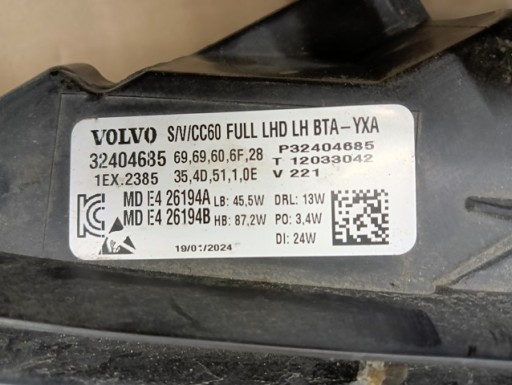 VOLVO S/V/CC60 FULL LHD LH BTA-YXA
32404685 69,69,60,6F,28 P32404685
1EX.2385 35,4D,51,1,0E T 12033042
V 221
MD E4 26194A LB: 45,5W DRL: 13W
MD E4 26194B HB: 87,2W PO: 3,4W
DI: 24W
2024